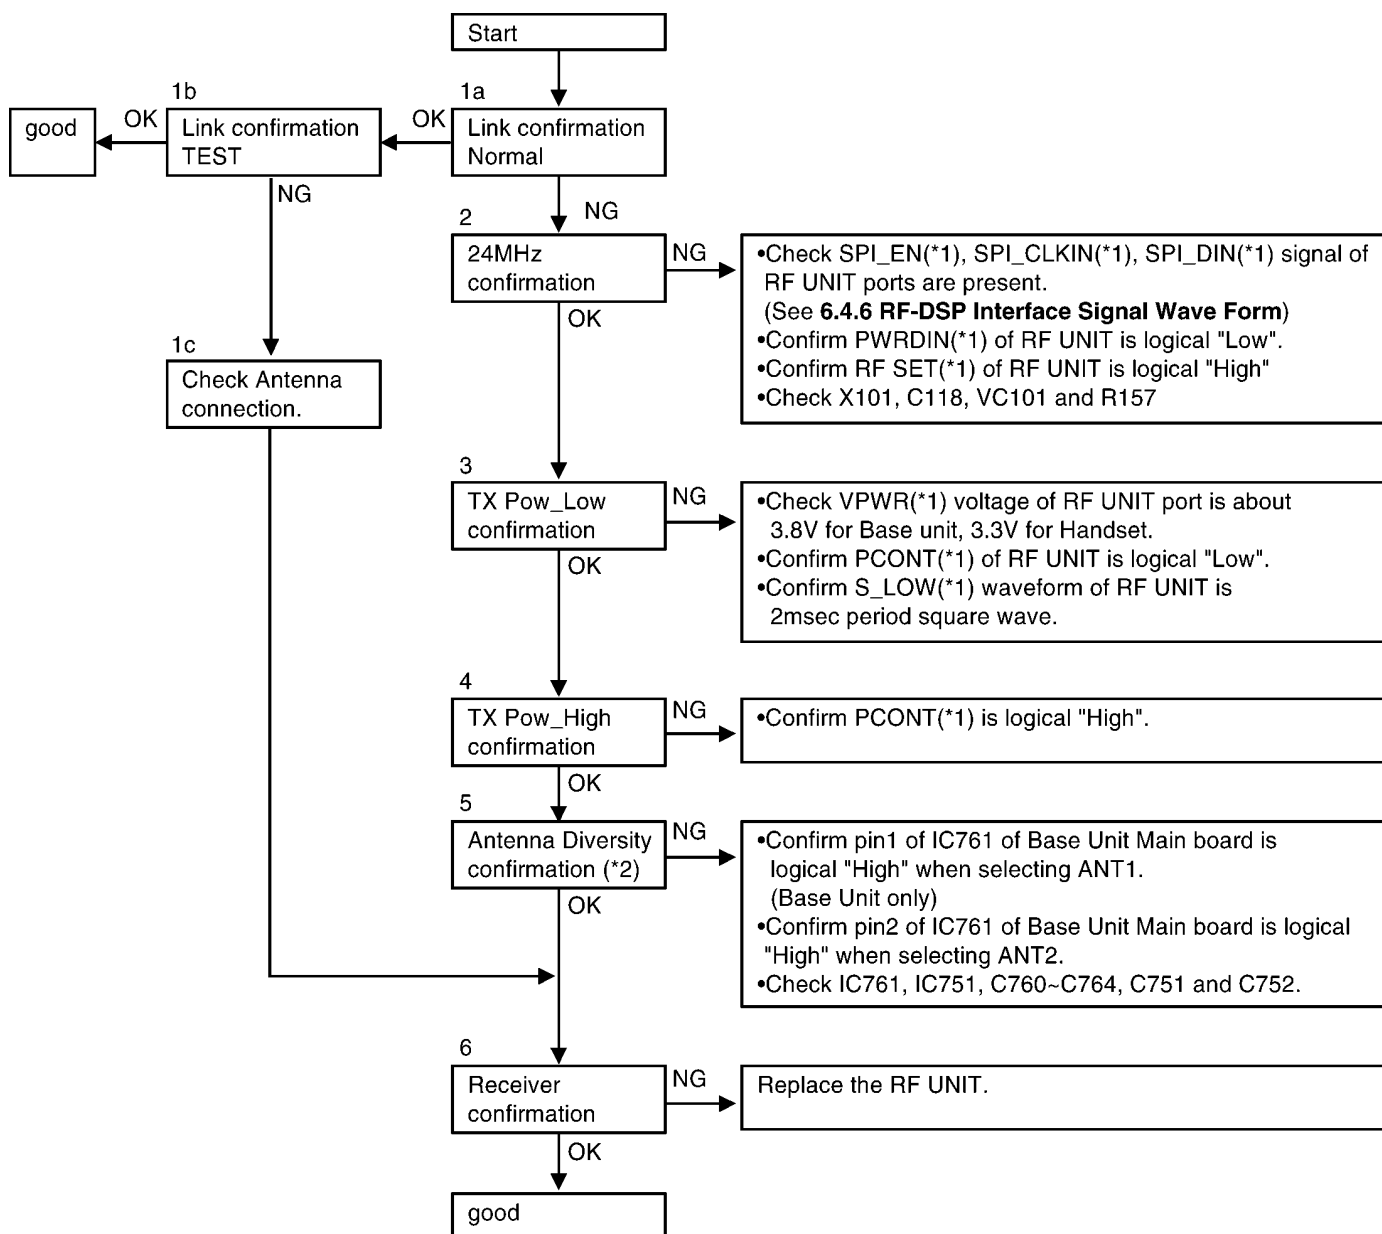 Start
1b
1a
good
OK
Link confirmation
TEST
OK
Link confirmation
Normal
NG
NG
2
24MHz
confirmation
NG
OK
•Check SPI_EN(*1), SPI_CLKIN(*1), SPI_DIN(*1) signal of
RF UNIT ports are present.
(See 6.4.6 RF-DSP Interface Signal Wave Form)
•Confirm PWRDIN(*1) of RF UNIT is logical "Low".
•Confirm RF SET(*1) of RF UNIT is logical "High"
•Check X101, C118, VC101 and R157
1c
Check Antenna
connection.
3
TX Pow_Low
confirmation
NG
OK
•Check VPWR(*1) voltage of RF UNIT port is about
3.8V for Base unit, 3.3V for Handset.
•Confirm PCONT(*1) of RF UNIT is logical "Low".
•Confirm S_LOW(*1) waveform of RF UNIT is
2msec period square wave.
4
TX Pow_High
confirmation
NG
OK
•Confirm PCONT(*1) is logical "High".
5
Antenna Diversity
confirmation (*2)
NG
OK
•Confirm pin1 of IC761 of Base Unit Main board is
logical "High" when selecting ANT1.
(Base Unit only)
•Confirm pin2 of IC761 of Base Unit Main board is logical
"High" when selecting ANT2.
•Check IC761, IC751, C760~C764, C751 and C752.
6
Receiver
confirmation
NG
OK
Replace the RF UNIT.
good